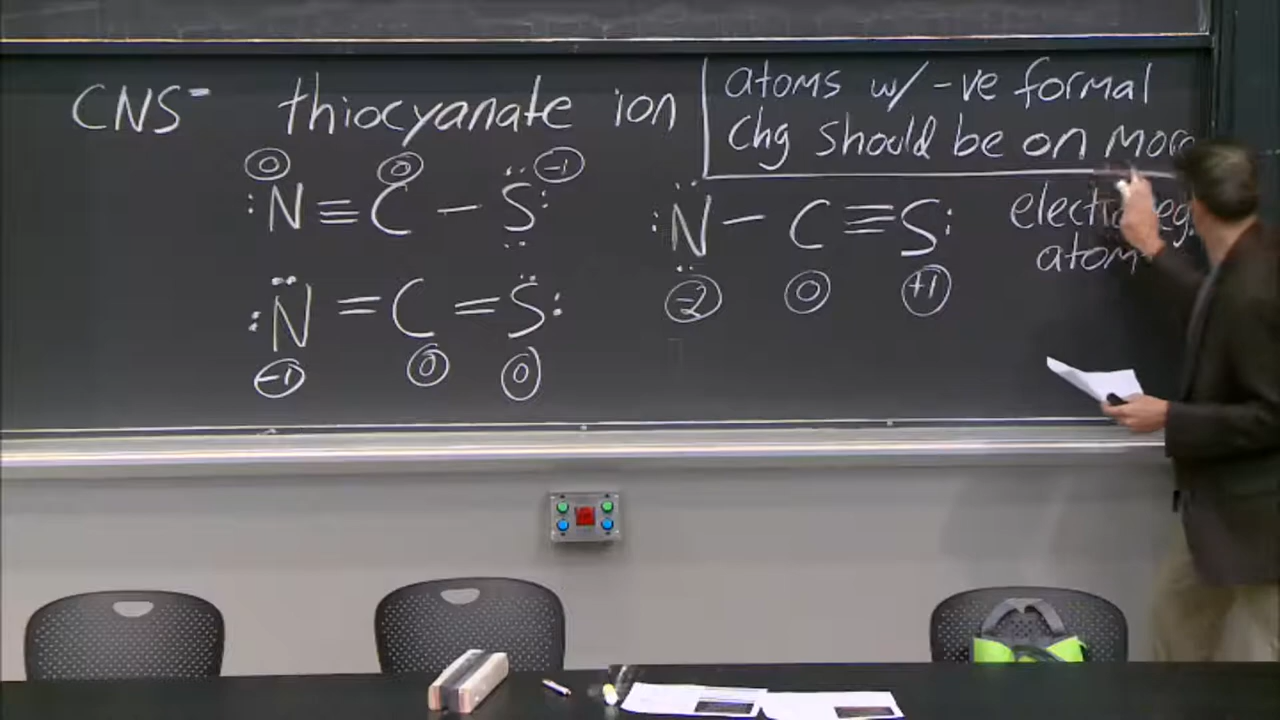 CNS⁻ thiocyanate ion
atoms w/ -ve formal
chg should be on more
atom
0 0 -1
:N≡C-S:
:N-C≡S:
-2 0 +1
:N=C=S:
-1 0 0